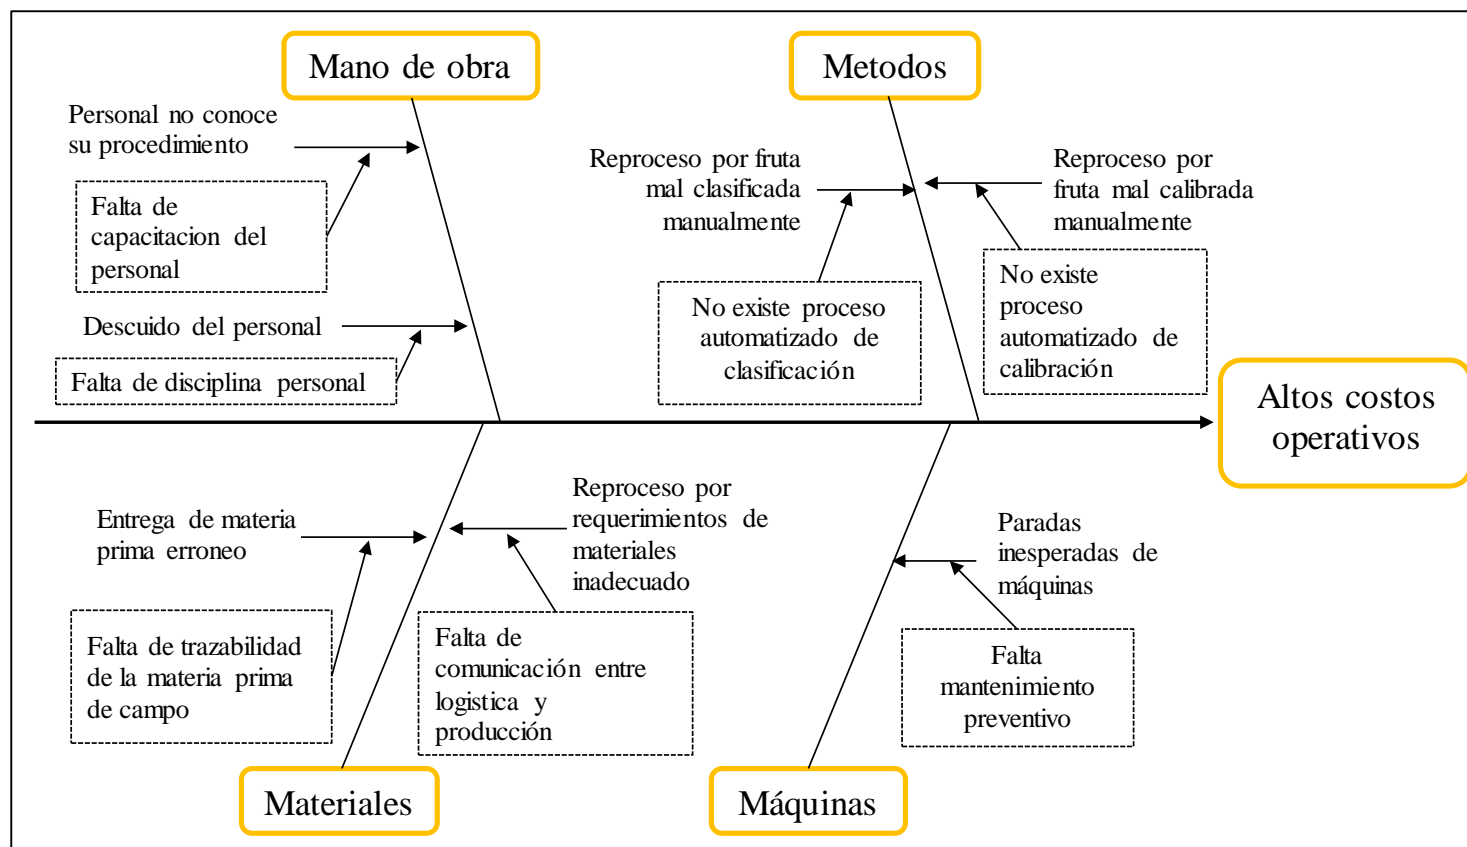 Mano de obra
Metodos
Personal no conoce
su procedimiento
Falta de
capacitacion del
personal
Descuido del personal
Falta de disciplina personal
Reproceso por fruta
mal clasificada
manualmente
No existe proceso
automatizado de
clasificación
Reproceso por
fruta mal calibrada
manualmente
No existe
proceso
automatizado de
calibración
Altos costos
operativos
Entrega de materia
prima erroneo
Falta de trazabilidad
de la materia prima
de campo
Reproceso por
requerimientos de
materiales
inadecuado
Falta de
comunicación entre
logistica y
producción
Paradas
inesperadas de
máquinas
Falta
mantenimiento
preventivo
Materiales
Máquinas